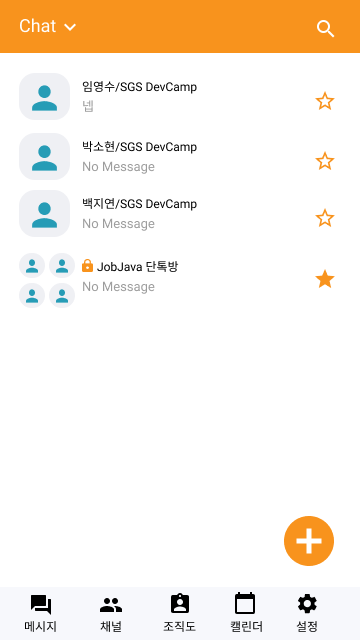 Chat
임영수/SGS DevCamp
넵
박소현/SGS DevCamp
No Message
백지연/SGS DevCamp
No Message
JobJava 단톡방
No Message
메시지 채널 조직도 캘린더 설정